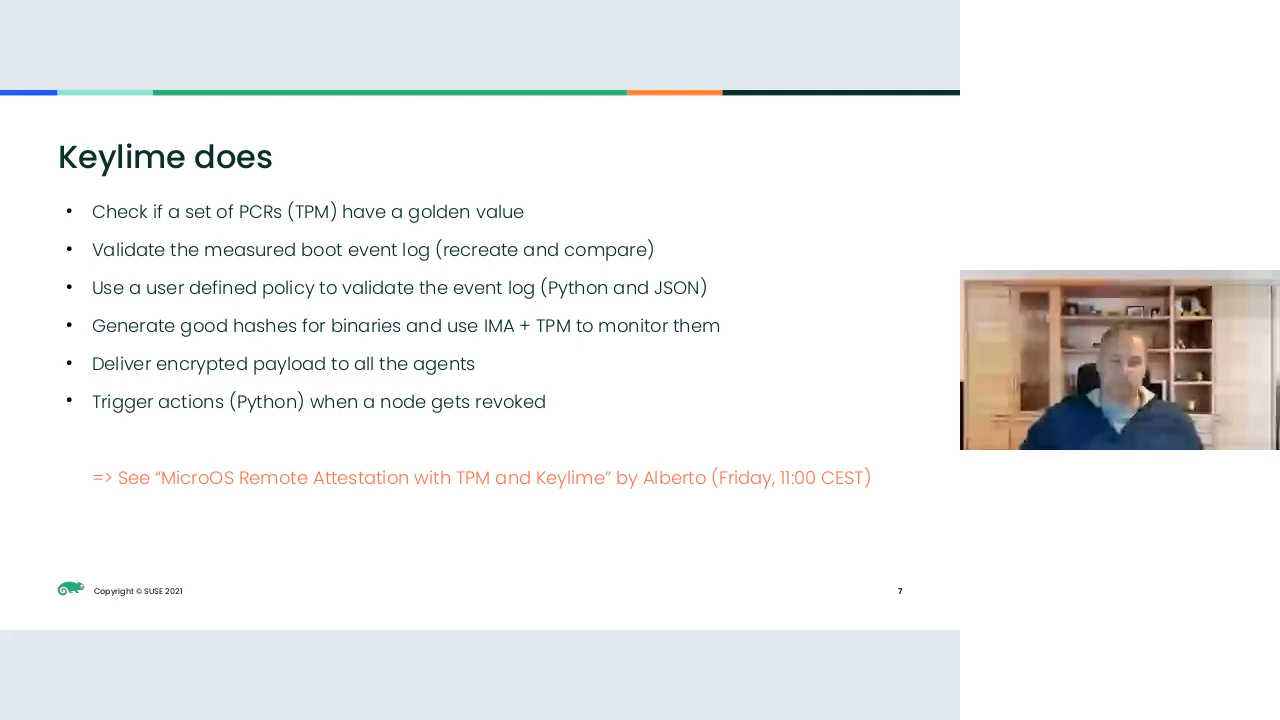 Keylime does
• Check if a set of PCRs (TPM) have a golden value
• Validate the measured boot event log (recreate and compare)
• Use a user defined policy to validate the event log (Python and JSON)
• Generate good hashes for binaries and use IMA + TPM to monitor them
• Deliver encrypted payload to all the agents
• Trigger actions (Python) when a node gets revoked
=> See “MicroOS Remote Attestation with TPM and Keylime” by Alberto (Friday, 11:00 CEST)
Copyright © SUSE 2021
7